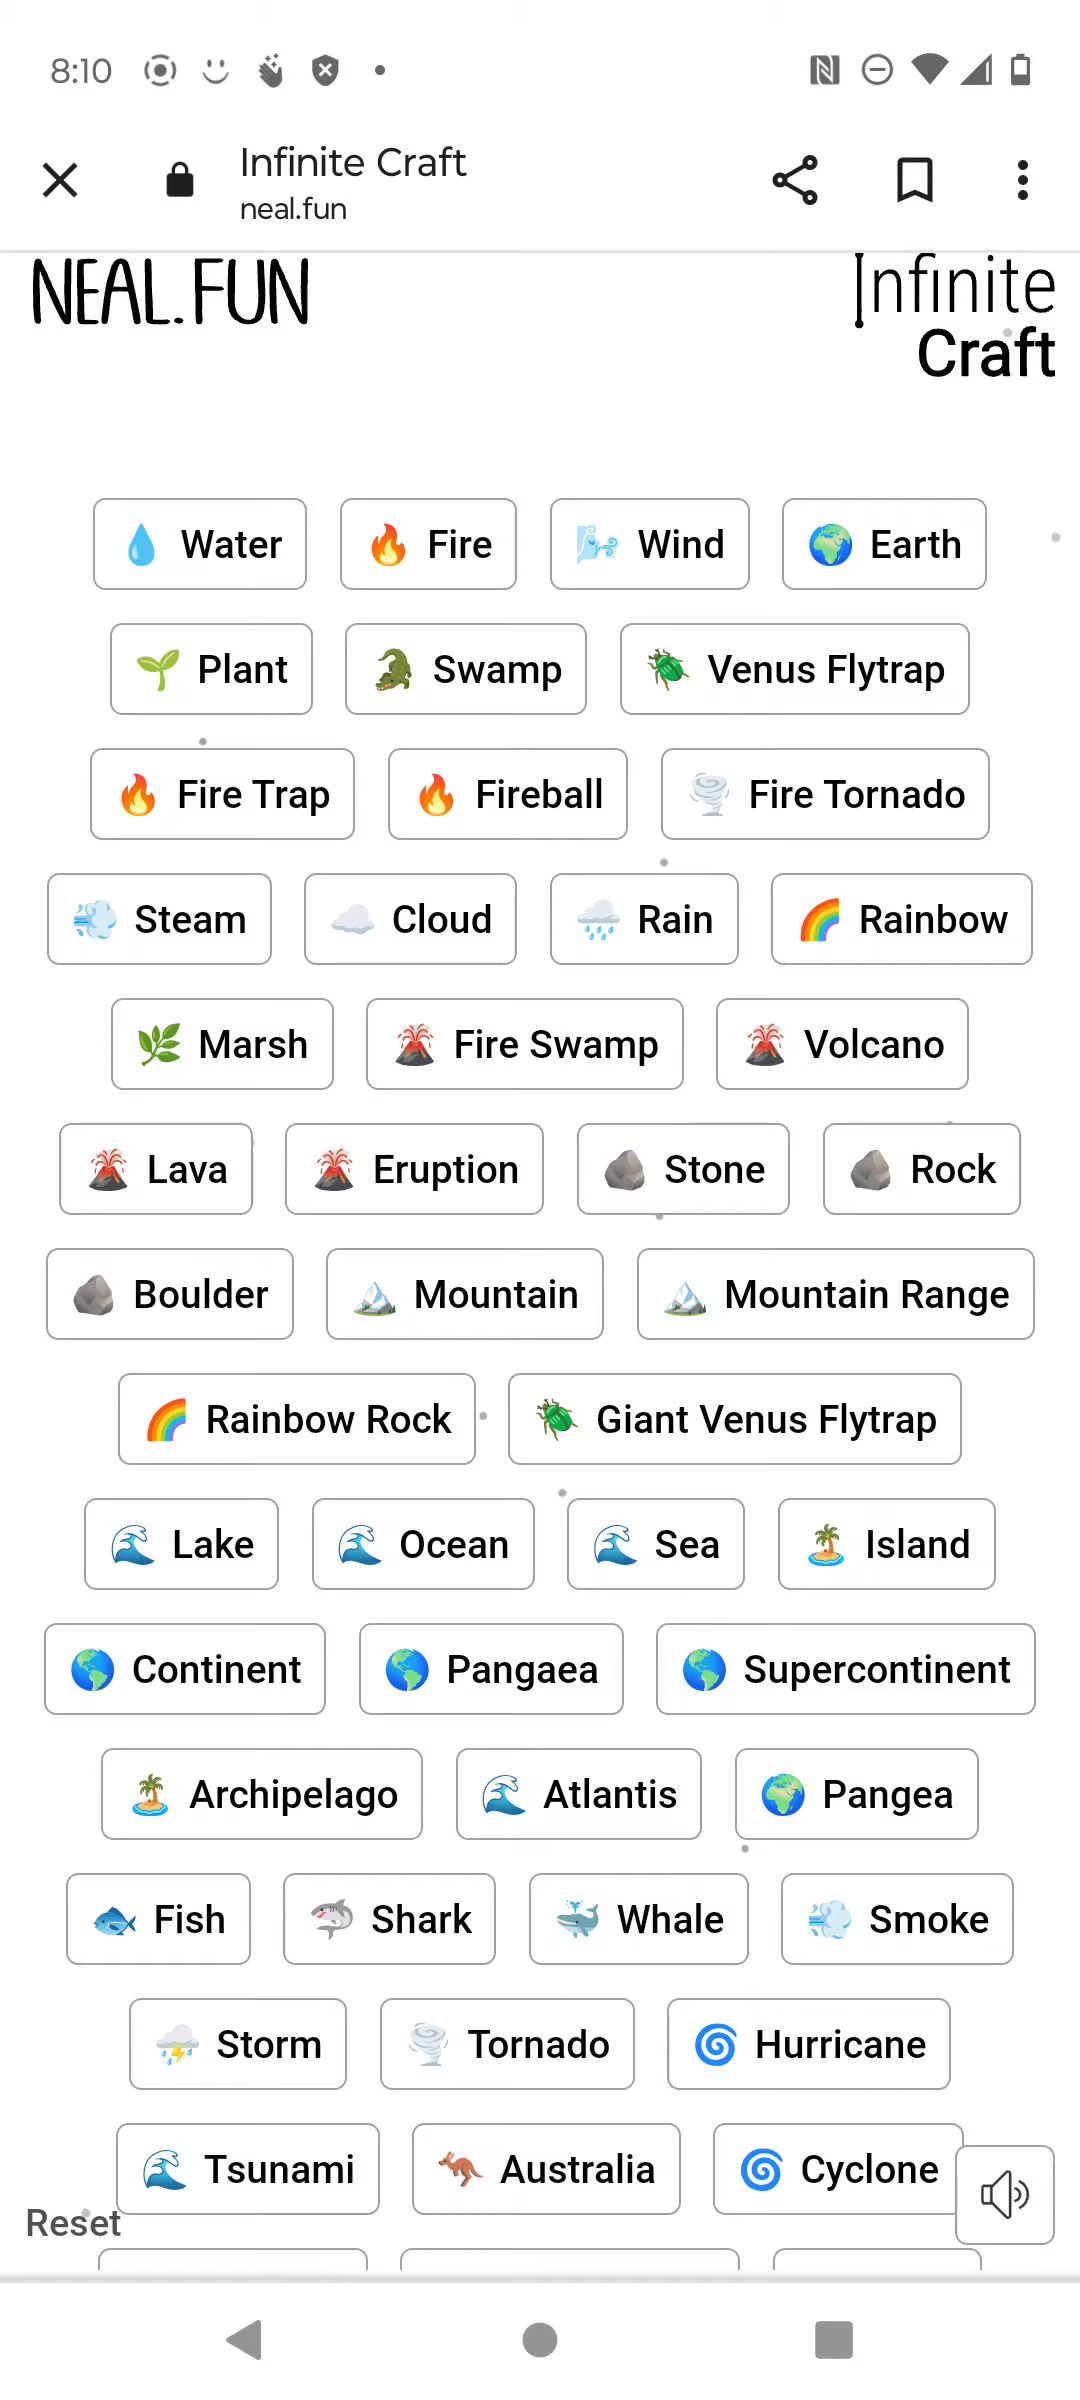 8:10
Infinite Craft
neal.fun
NEAL.FUN
Infinite
Craft
Water Fire Wind Earth
Plant Swamp Venus Flytrap
Fire Trap Fireball Fire Tornado
Steam Cloud Rain Rainbow
Marsh Fire Swamp Volcano
Lava Eruption Stone Rock
Boulder Mountain Mountain Range
Rainbow Rock Giant Venus Flytrap
Lake Ocean Sea Island
Continent Pangaea Supercontinent
Archipelago Atlantis Pangea
Fish Shark Whale Smoke
Storm Tornado Hurricane
Tsunami Australia Cyclone
Reset